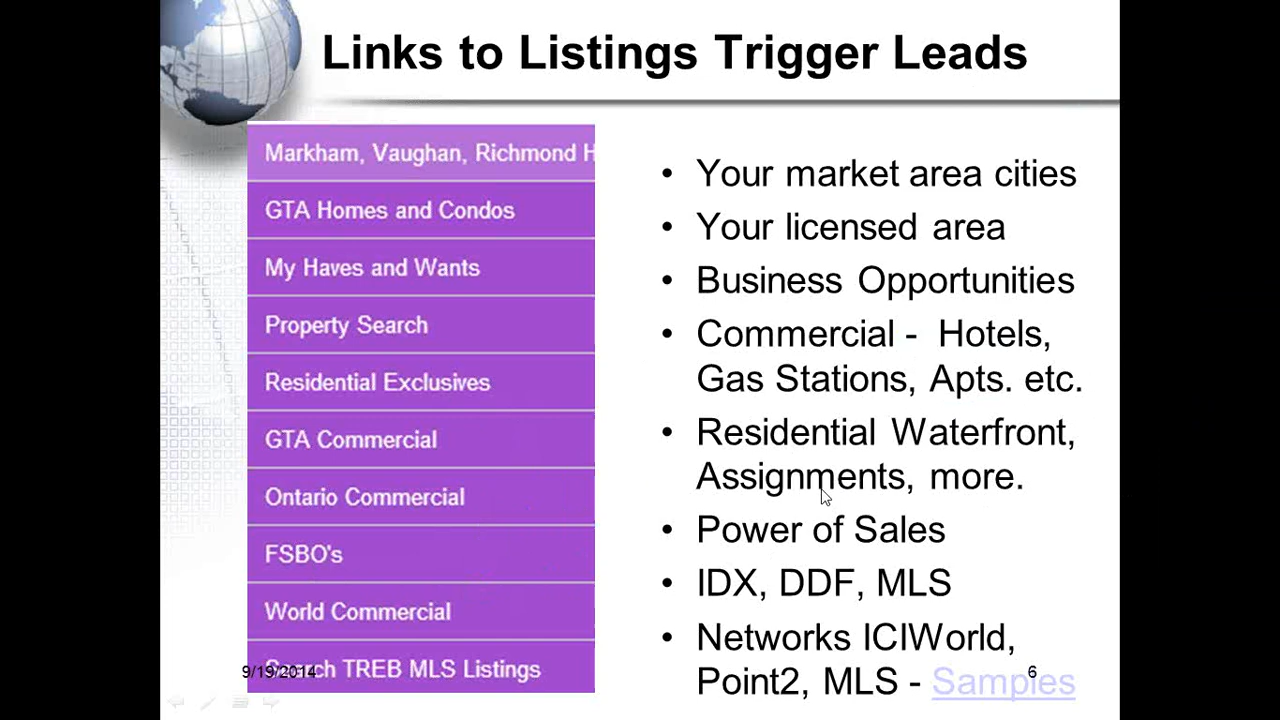 Links to Listings Trigger Leads
Markham, Vaughan, Richmond H
GTA Homes and Condos
My Haves and Wants
Property Search
Residential Exclusives
GTA Commercial
Ontario Commercial
FSBO's
World Commercial
Search TREB MLS Listings
9/19/2014
• Your market area cities
• Your licensed area
• Business Opportunities
• Commercial - Hotels,
Gas Stations, Apts. etc.
• Residential Waterfront,
Assignments, more.
• Power of Sales
• IDX, DDF, MLS
• Networks ICIWorld,
Point2, MLS - Samples
6